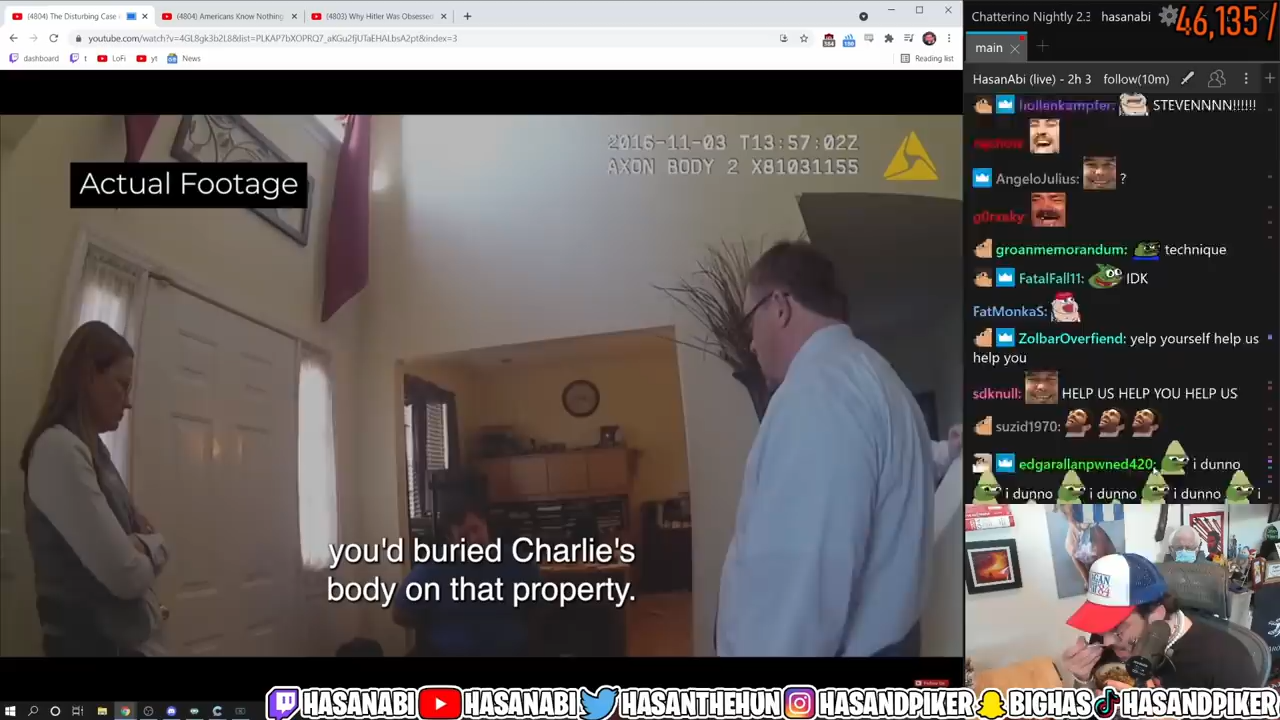 (4804) The Disturbing Case
(4804) Americans Know Nothing
(4803) Why Hitler Was Obsessed
youtube.com/watch?v=4GL8gk3b2L8&list=PLKAP7bXOPRQ7_aKGu2fjUTaEHALbsA2pt&index=3
dashboard
t
LoFi
yt
News
Reading list
Actual Footage
2016-11-03 T13:57:02Z
AXON BODY 2 X81031155
you'd buried Charlie's
body on that property.
Chatterino Nightly 2.3
hasanabi
46,135 /
main
HasanAbi (live) - 2h 3
follow(10m)
hollenkampfer: STEVENNNN!!!!!!
AngeloJulius: ?
groanmemorandum: technique
FatalFall11: IDK
FatMonkaS:
ZolbarOverfiend: yelp yourself help us
help you
sdknull: HELP US HELP YOU HELP US
suzid1970:
edgarallanpwned420: i dunno
i dunno i dunno i dunno i
HASANABI HASANABI HASANTHEHUN HASANDPIKER BIGHAS HASANDPIKER